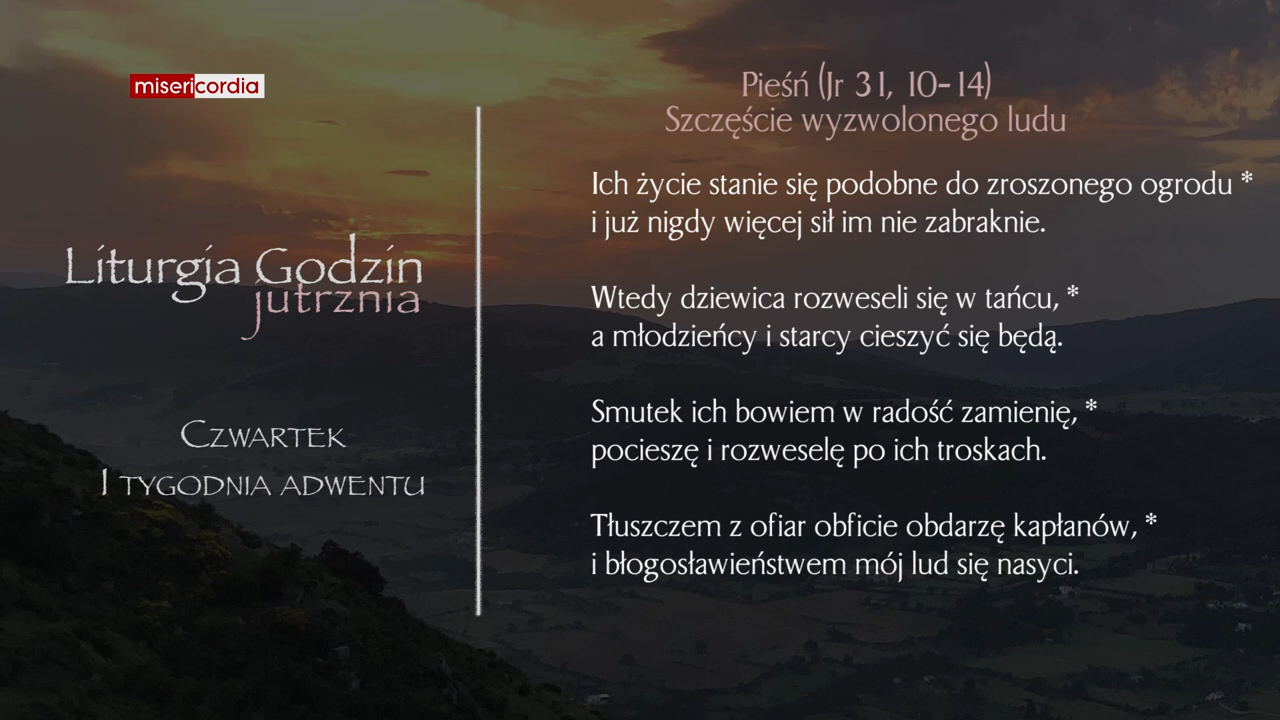 misericordia
Liturgia Godzin
jutrznia
Czwartek
I tygodnia adwentu
Pieśń (Jr 31, 10-14)
Szczęście wyzwolonego ludu
Ich życie stanie się podobne do zroszonego ogrodu *
i już nigdy więcej sił im nie zabraknie.
Wtedy dziewica rozweseli się w tańcu, *
a młodzieńcy i starcy cieszyć się będą.
Smutek ich bowiem w radość zamienię, *
pocieszę i rozweselę po ich troskach.
Tłuszczem z ofiar obficie obdarzę kapłanów, *
i błogosławieństwem mój lud się nasyci.